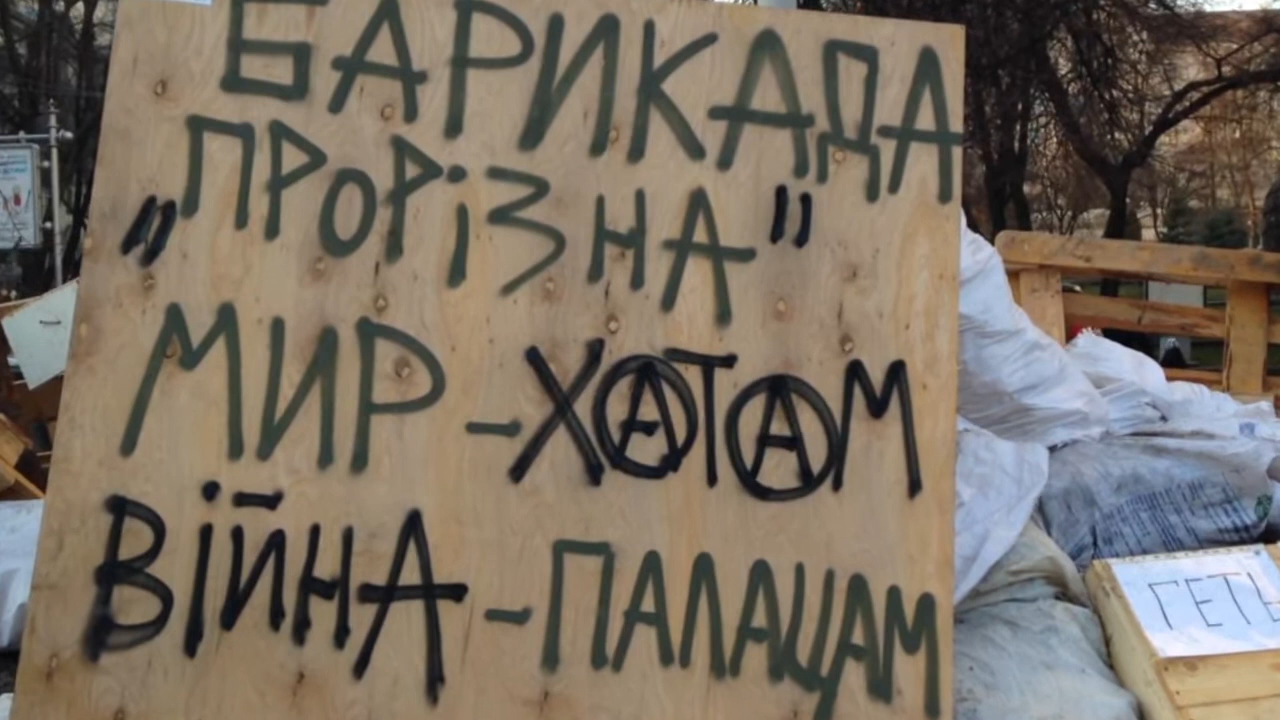 БАРИКАДА
„ПРОРІЗНА"
МИР - ХАТАМ
ВІЙНА - ПАЛАЦАМ
ГЕТЬ